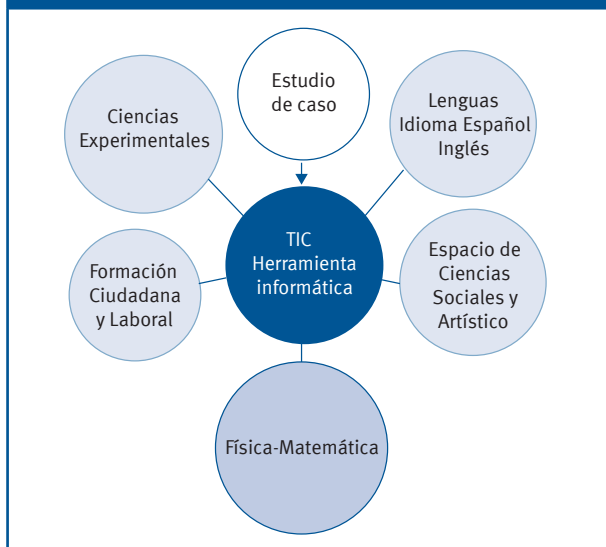 Estudio
de caso
Ciencias
Experimentales
Lenguas
Idioma Español
Inglés
TIC
Herramienta
informática
Formación
Ciudadana
y Laboral
Espacio de
Ciencias
Sociales y
Artístico
Física-Matemática